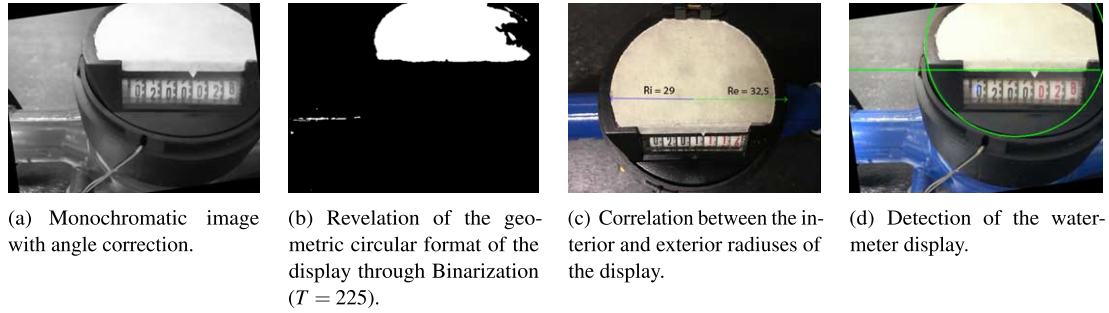 Ri = 29
Re = 32,5
(a) Monochromatic image
with angle correction.
(b) Revelation of the geo-
metric circular format of the
display through Binarization
(T = 225).
(c) Correlation between the in-
terior and exterior radiuses of
the display.
(d) Detection of the water-
meter display.